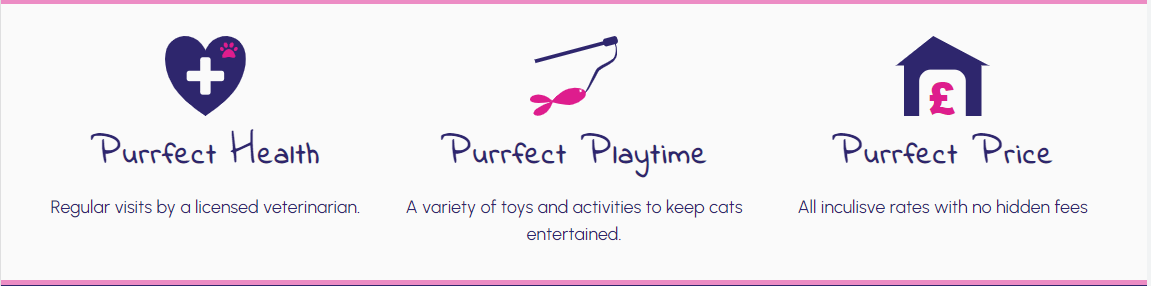 £
Purrfect Health
Purrfect Playtime
Purrfect Price
Regular visits by a licensed veterinarian.
A variety of toys and activities to keep cats
entertained.
All inculisve rates with no hidden fees